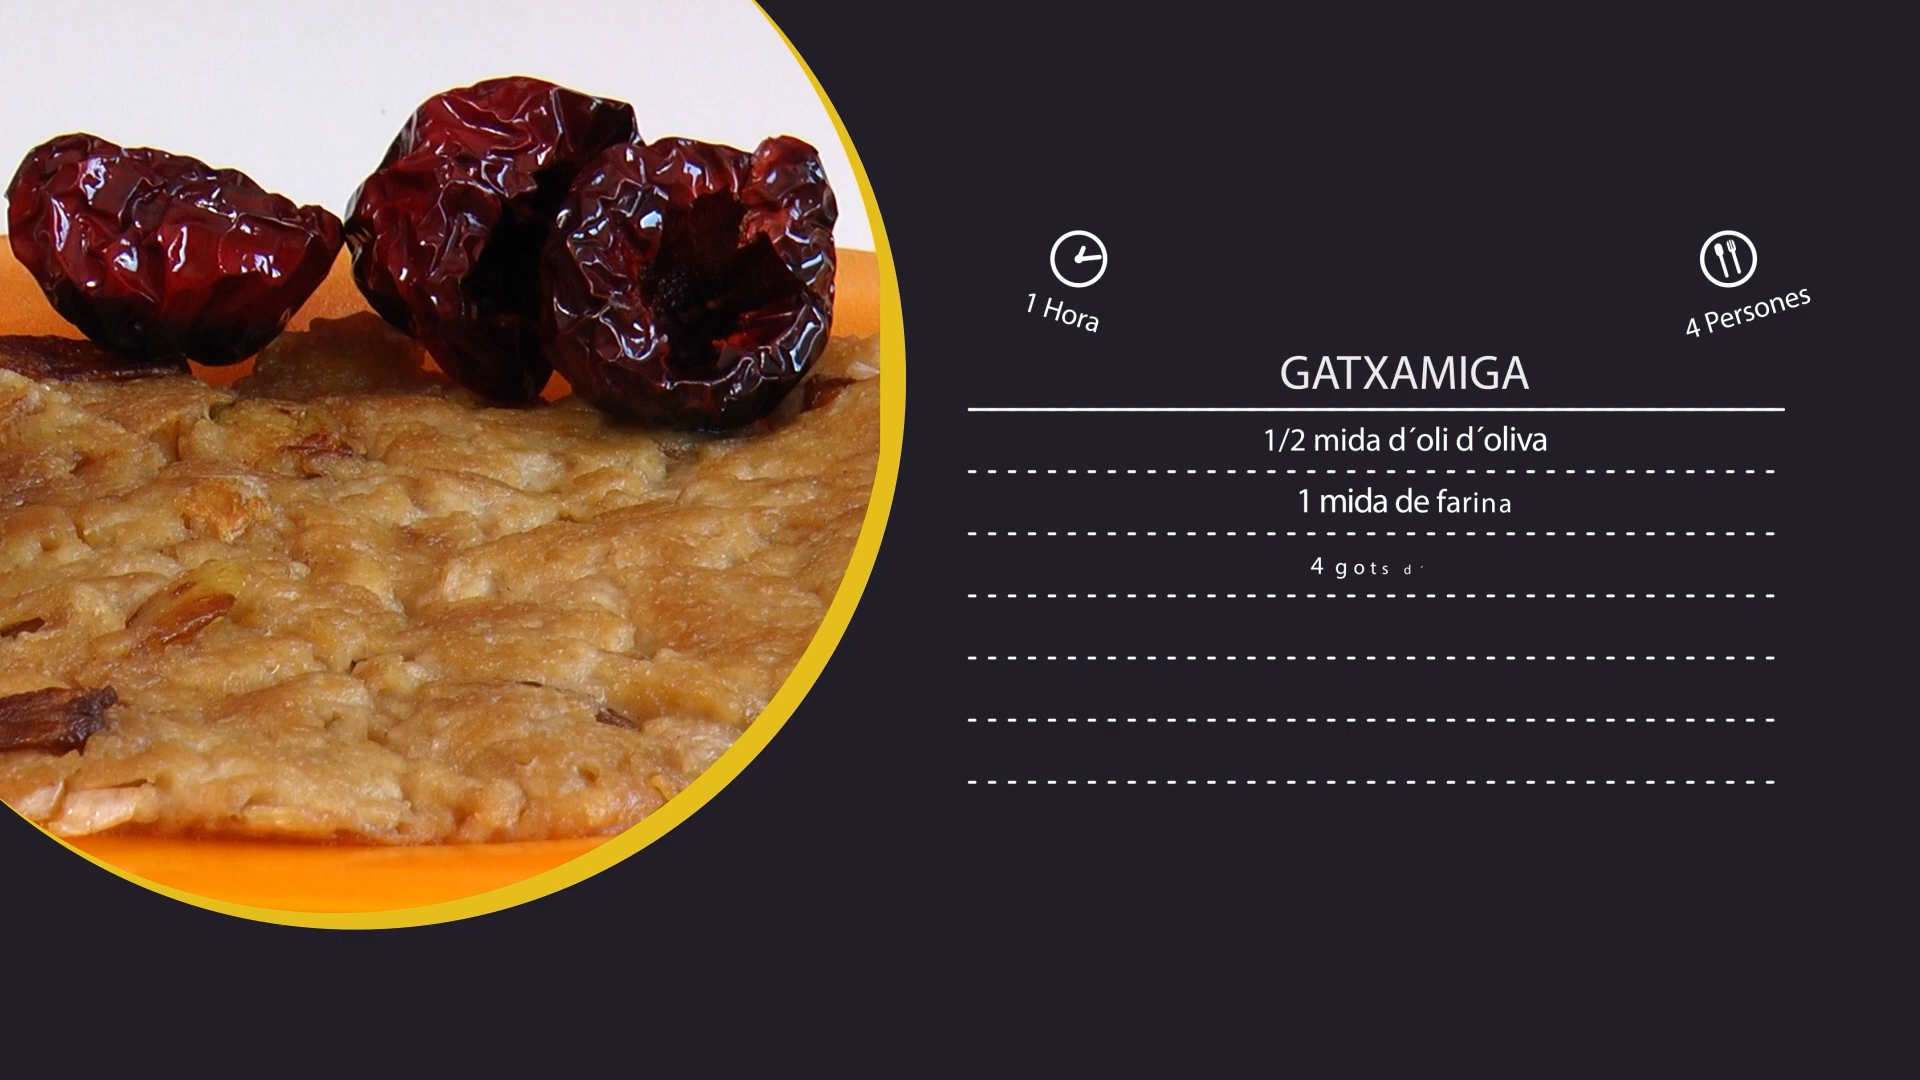 1 Hora
4 Persones
GATXAMIGA
1/2 mida d´oli d´oliva
1 mida de farina
4 gots d´